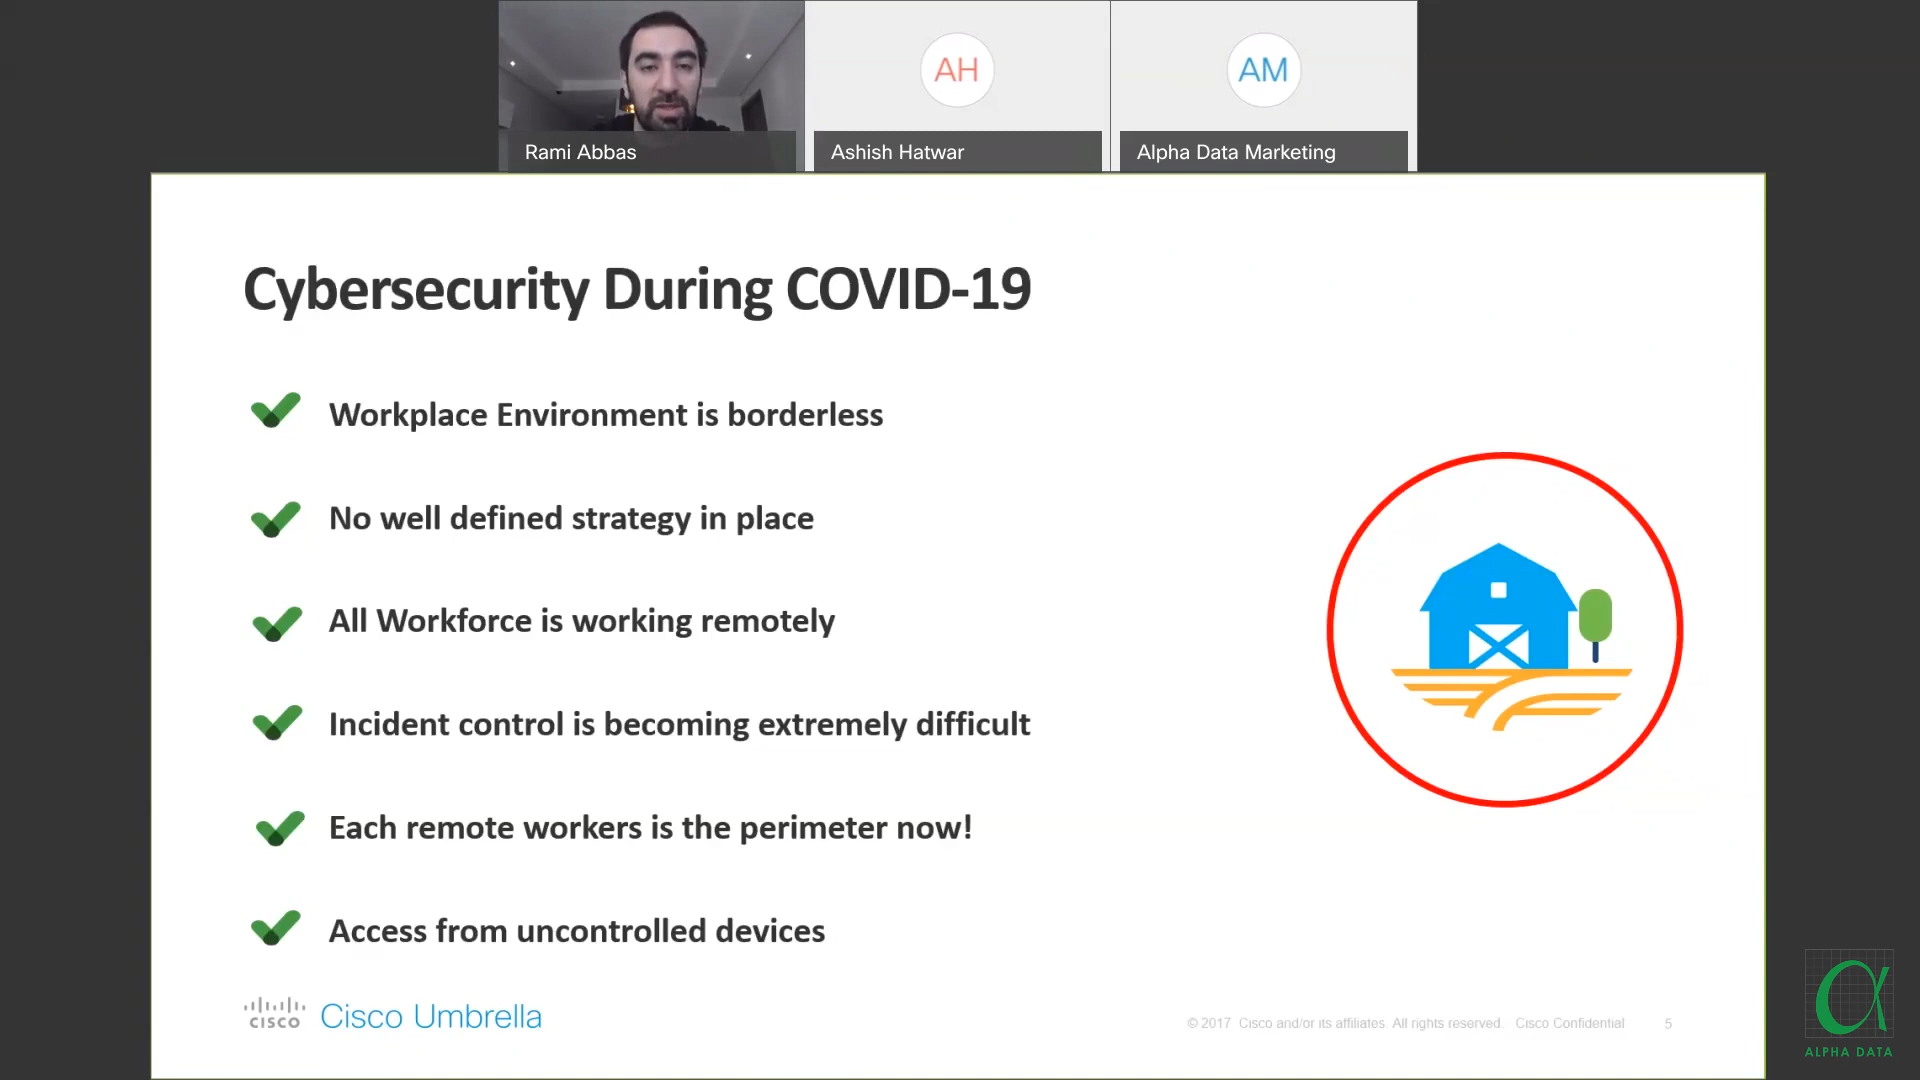 AH
AM
Rami Abbas
Ashish Hatwar
Alpha Data Marketing
Cybersecurity During COVID-19
Workplace Environment is borderless
No well defined strategy in place
All Workforce is working remotely
Incident control is becoming extremely difficult
Each remote workers is the perimeter now!
Access from uncontrolled devices
CISCO
Cisco Umbrella
© 2017 Cisco and/or its affiliates. All rights reserved. Cisco Confidential
5
ALPHA DATA